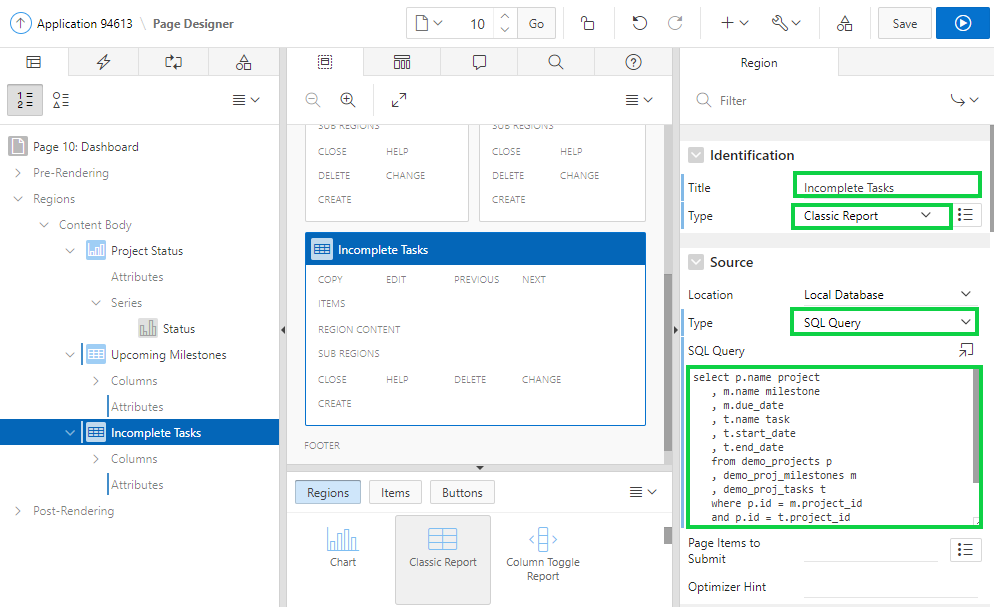 Application 94613 \ Page Designer
10 Go
Save
Page 10: Dashboard
Pre-Rendering
Regions
Content Body
Project Status
Attributes
Series
Status
Upcoming Milestones
Columns
Attributes
Incomplete Tasks
Columns
Attributes
Post-Rendering
SUB REGIONS SUB REGIONS
CLOSE HELP CLOSE HELP
DELETE CHANGE DELETE CHANGE
CREATE CREATE
Incomplete Tasks
COPY EDIT PREVIOUS NEXT
ITEMS
REGION CONTENT
SUB REGIONS
CLOSE HELP DELETE CHANGE
CREATE
FOOTER
Regions Items Buttons
Chart
Classic Report
Column Toggle
Report
Region
Filter
Identification
Title Incomplete Tasks
Type Classic Report
Source
Location Local Database
Type SQL Query
SQL Query
select p.name project
, m.name milestone
, m.due_date
, t.name task
, t.start_date
, t.end_date
from demo_projects p
, demo_proj_milestones m
, demo_proj_tasks t
where p.id = m.project_id
and p.id = t.project_id
Page Items to
Submit
Optimizer Hint